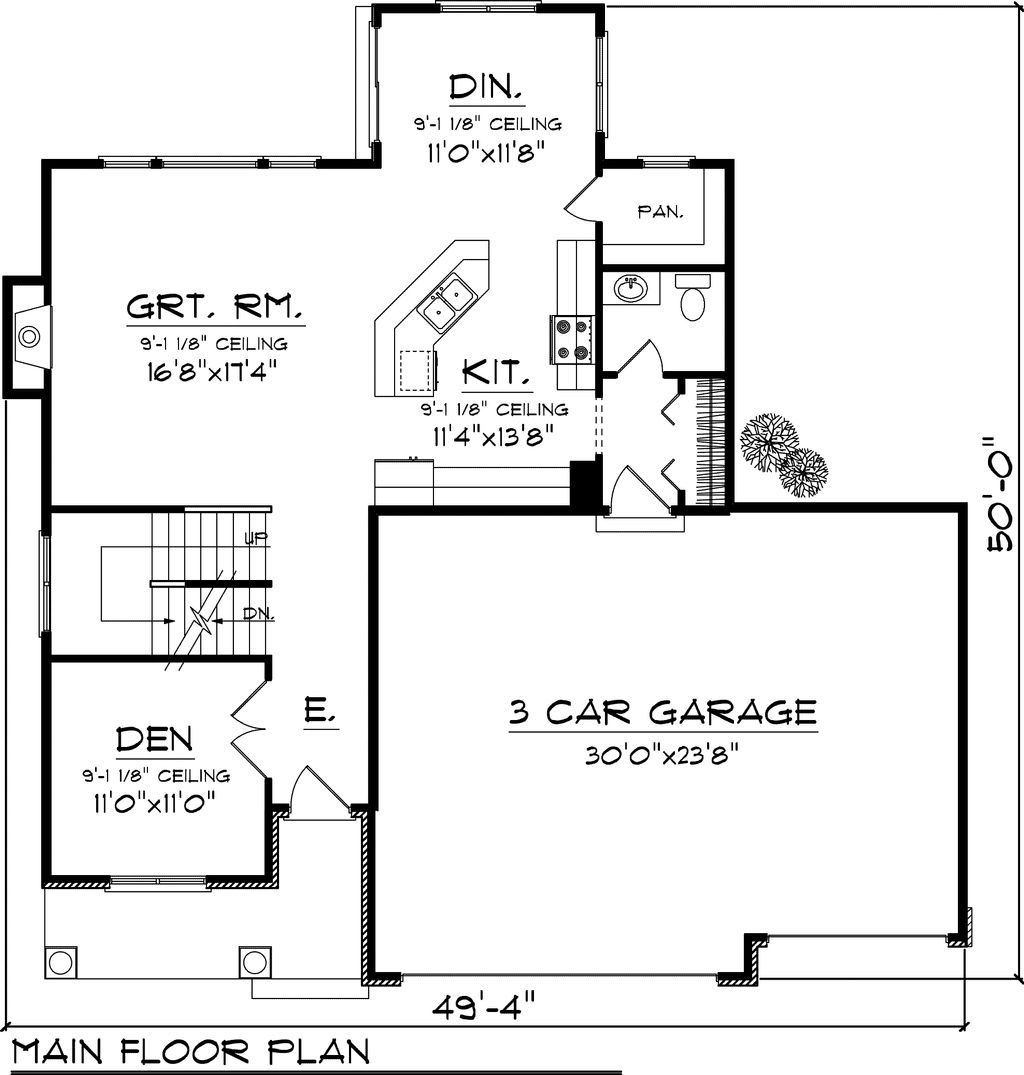 DIN.
9'-1 1/8" CEILING
11'0"x11'8"
PAN.
GRT. RM.
9'-1 1/8" CEILING
16'8"x17'4"
KIT.
9'-1 1/8" CEILING
11'4"x13'8"
50'-0"
UP
DN.
E.
3 CAR GARAGE
30'0"x23'8"
DEN
9'-1 1/8" CEILING
11'0"x11'0"
49'-4"
MAIN FLOOR PLAN